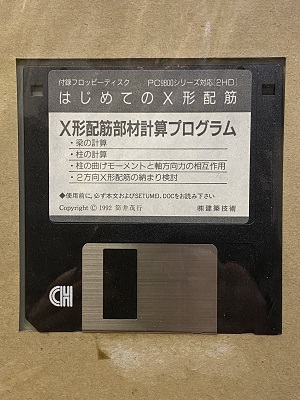 付録フロッピーディスク PC9801シリーズ対応[2HD]
はじめてのX形配筋
X形配筋部材計算プログラム
・梁の計算
・柱の計算
・柱の曲げモーメントと軸方向力の相互作用
・2方向X形配筋の納まり検討
◆使用前に,必ず本文およびSETUMEI.DOCをお読み下さい
Copyright © 1992 筒井茂行 ㈱建築技術
CH